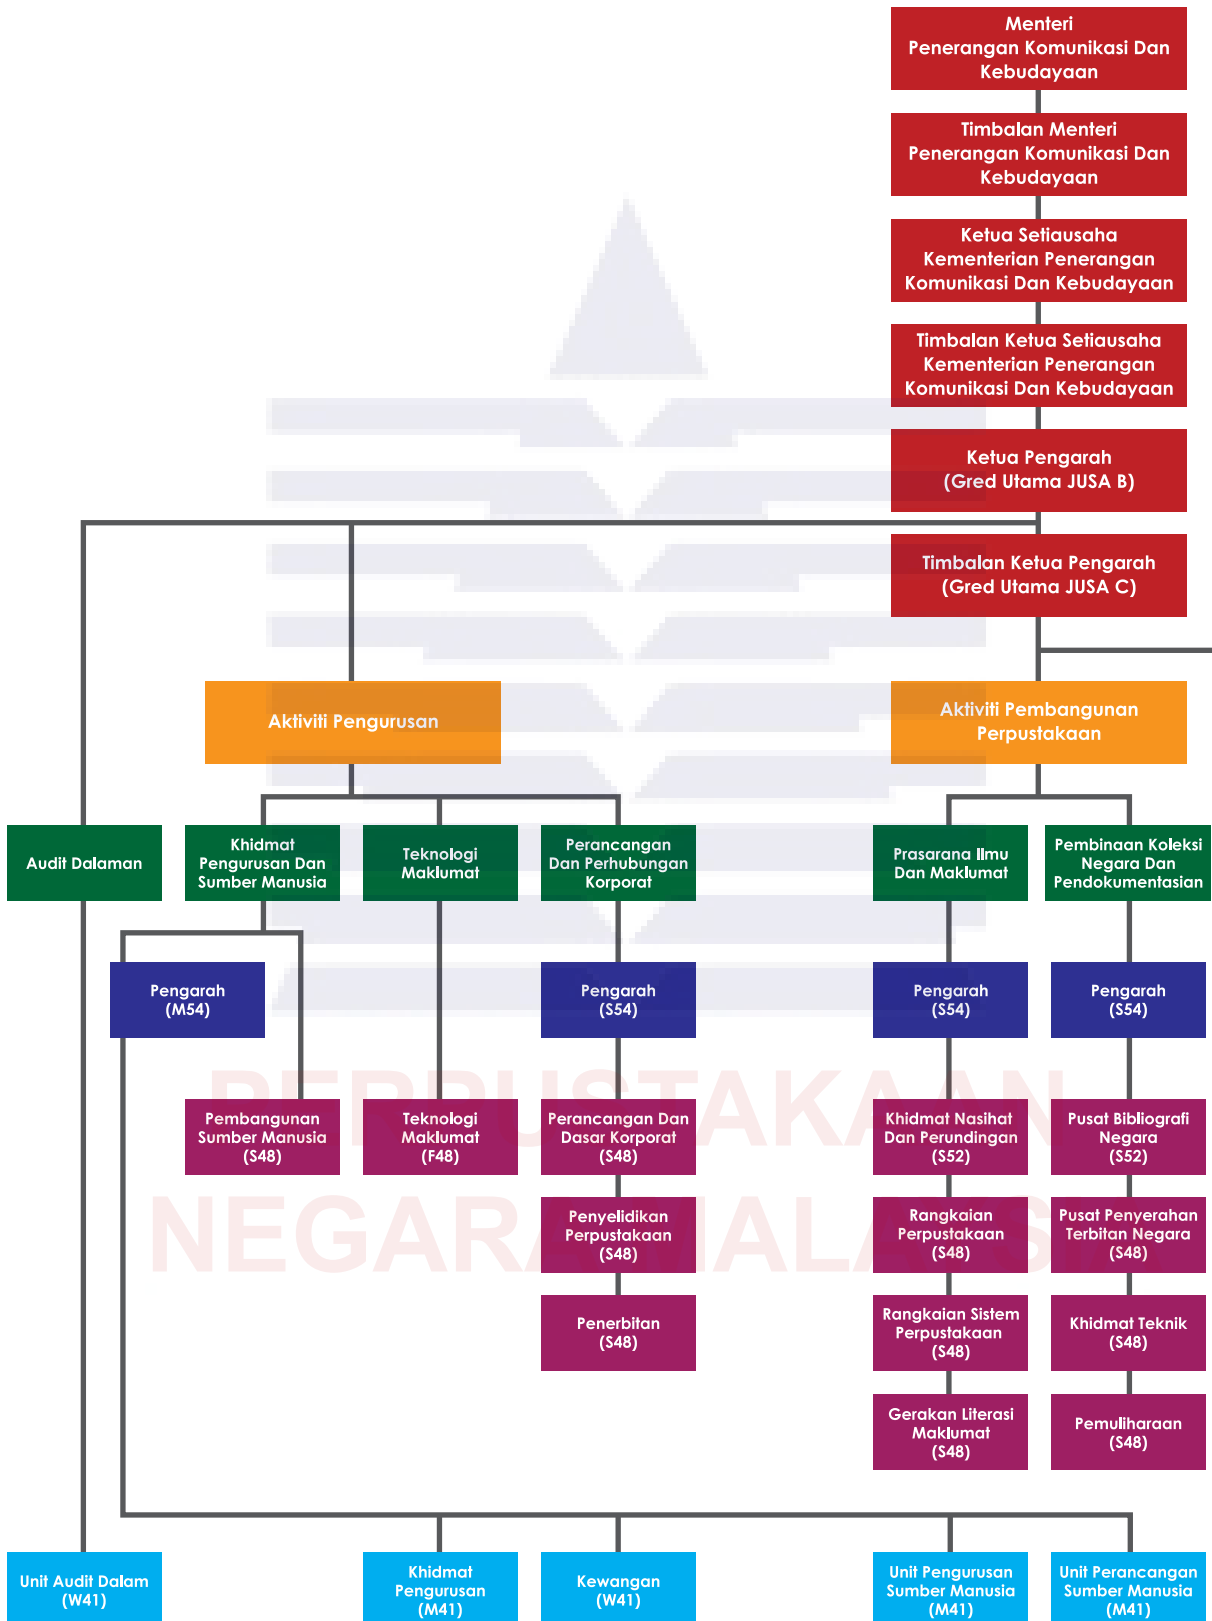 Menteri
Penerangan Komunikasi Dan
Kebudayaan
Timbalan Menteri
Penerangan Komunikasi Dan
Kebudayaan
Ketua Setiausaha
Kementerian Penerangan
Komunikasi Dan Kebudayaan
Timbalan Ketua Setiausaha
Kementerian Penerangan
Komunikasi Dan Kebudayaan
Ketua Pengarah
(Gred Utama JUSA B)
Timbalan Ketua Pengarah
(Gred Utama JUSA C)
Aktiviti Pengurusan
Aktiviti Pembangunan
Perpustakaan
Audit Dalaman
Khidmat
Pengurusan Dan
Sumber Manusia
Teknologi
Maklumat
Perancangan
Dan Perhubungan
Korporat
Prasarana Ilmu
Dan Maklumat
Pembinaan Koleksi
Negara Dan
Pendokumentasian
Pengarah
(M54)
Pengarah
(S54)
Pengarah
(S54)
Pengarah
(S54)
Pembangunan
Sumber Manusia
(S48)
Teknologi
Maklumat
(F48)
Perancangan Dan
Dasar Korporat
(S48)
Khidmat Nasihat
Dan Perundingan
(S52)
Pusat Bibliografi
Negara
(S52)
Penyelidikan
Perpustakaan
(S48)
Rangkaian
Perpustakaan
(S48)
Pusat Penyerahan
Terbitan Negara
(S48)
Penerbitan
(S48)
Rangkaian Sistem
Perpustakaan
(S48)
Khidmat Teknik
(S48)
Gerakan Literasi
Maklumat
(S48)
Pemuliharaan
(S48)
Unit Audit Dalam
(W41)
Khidmat
Pengurusan
(M41)
Kewangan
(W41)
Unit Pengurusan
Sumber Manusia
(M41)
Unit Perancangan
Sumber Manusia
(M41)
PERPUSTAKAAN
NEGARA MALAYSIA